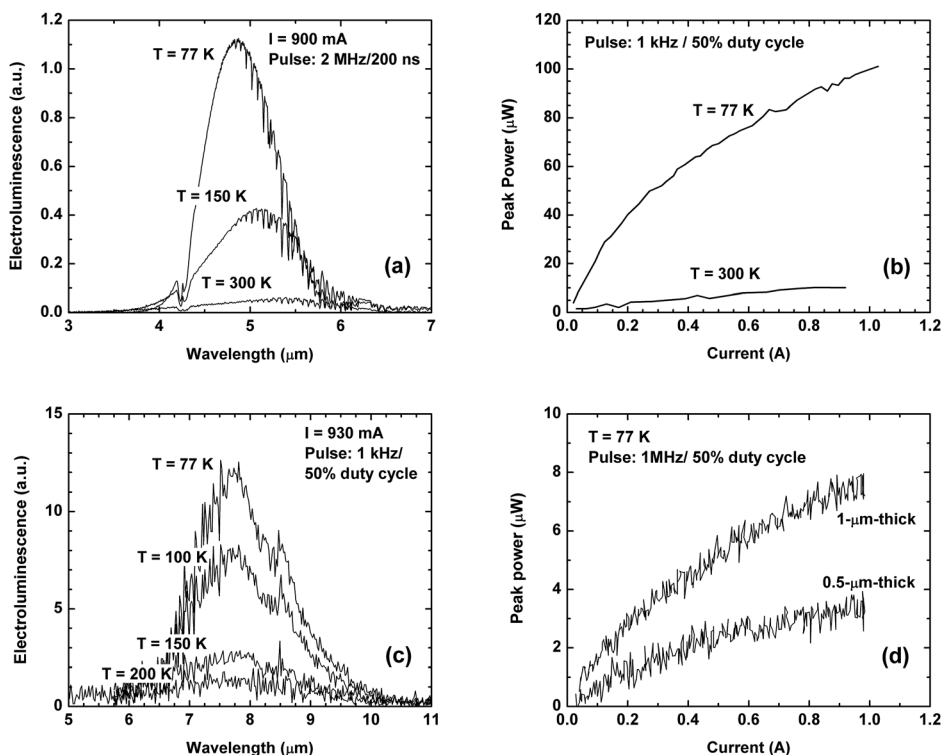 I = 900 mA
Pulse: 2 MHz/200 ns
T = 77 K
T = 150 K
T = 300 K
(a)
Electroluminescence (a.u.)
0.0
0.2
0.4
0.6
0.8
1.0
1.2
3 4 5 6 7
Wavelength (μm)
Pulse: 1 kHz / 50% duty cycle
T = 77 K
T = 300 K
(b)
Peak Power (μW)
0
20
40
60
80
100
120
0.0 0.2 0.4 0.6 0.8 1.0 1.2
Current (A)
I = 930 mA
Pulse: 1 kHz/
50% duty cycle
T = 77 K
T = 100 K
T = 150 K
T = 200 K
(c)
Electroluminescence (a.u.)
0
5
10
15
5 6 7 8 9 10 11
Wavelength (μm)
T = 77 K
Pulse: 1MHz/ 50% duty cycle
1-μm-thick
0.5-μm-thick
(d)
Peak power (μW)
0
2
4
6
8
10
0.0 0.2 0.4 0.6 0.8 1.0 1.2
Current (A)